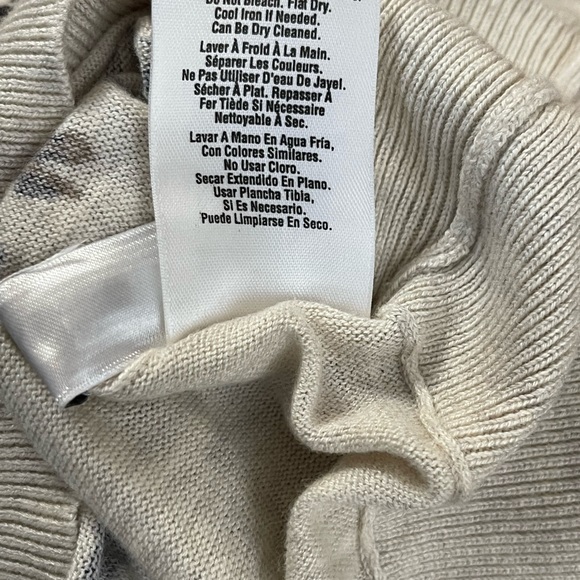 Do Not Bleach. Flat Dry.
Cool Iron If Needed.
Can Be Dry Cleaned.
Laver À Froid À La Main.
Séparer Les Couleurs.
Ne Pas Utiliser D'eau De Jayel.
Sécher À Plat. Repasser À
Fer Tiède Si Nécessaire
Nettoyable À Sec.
Lavar A Mano En Agua Fría,
Con Colores Similares.
No Usar Cloro.
Secar Extendido En Plano.
Usar Plancha Tibia,
Si Es Necesario.
Puede Limpiarse En Seco.